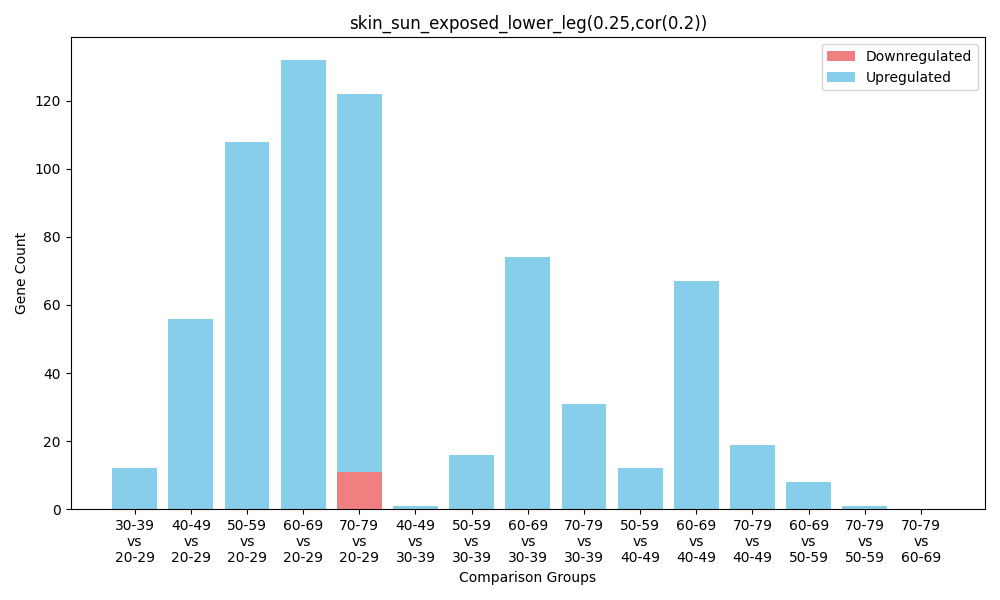 skin_sun_exposed_lower_leg(0.25,cor(0.2))
Downregulated
Upregulated
Gene Count
120
100
80
60
40
20
0
30-39
vs
20-29
40-49
vs
20-29
50-59
vs
20-29
60-69
vs
20-29
70-79
vs
20-29
40-49
vs
30-39
50-59
vs
30-39
60-69
vs
30-39
70-79
vs
30-39
50-59
vs
40-49
60-69
vs
40-49
70-79
vs
40-49
60-69
vs
50-59
70-79
vs
50-59
70-79
vs
60-69
Comparison Groups